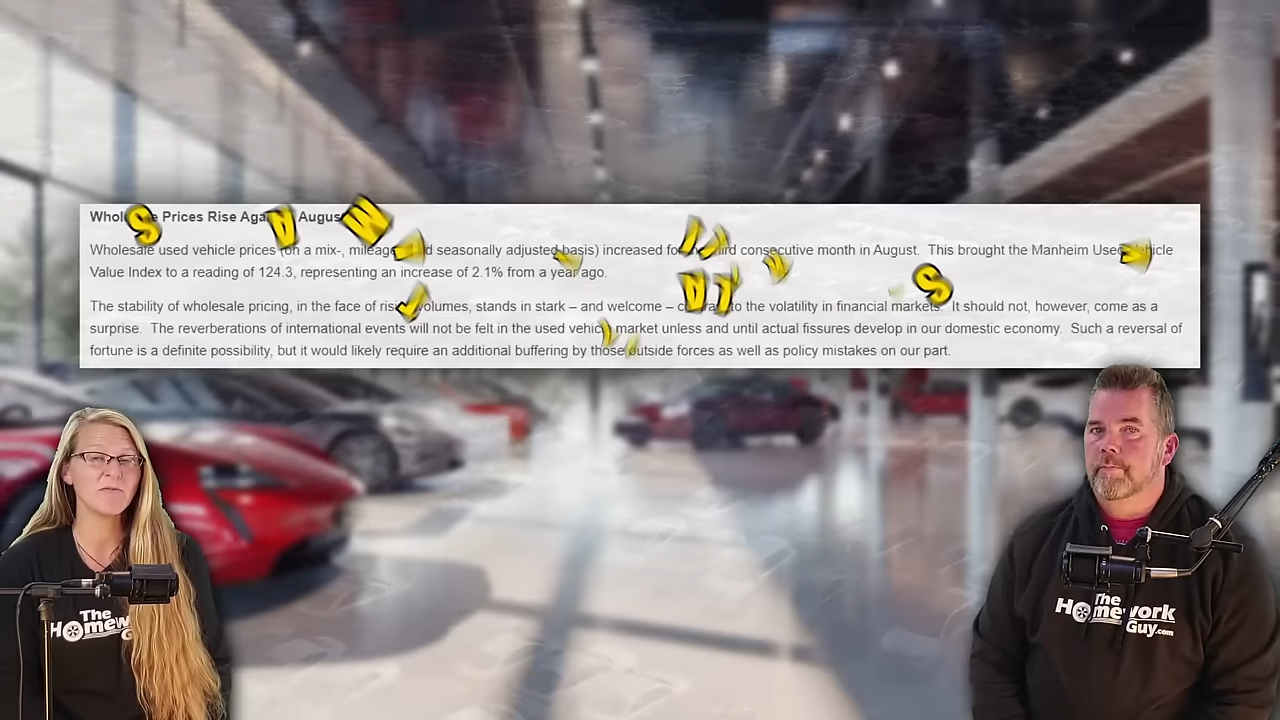 Prices Rise August
Wholesale used vehicle prices a mix-, mileage seasonally adjusted basis) increased for third consecutive month in August. This brought the Manheim Used Vehicle
Value Index to a reading of 124.3, representing an increase of 2.1% from a year ago.
The stability of wholesale pricing, in the face of volumes, stands in stark – and welcome – to the volatility in financial markets. It should not, however, come as a
surprise. The reverberations of international events will not be felt in the used vehicle market unless and until actual fissures develop in our domestic economy. Such a reversal of
fortune is a definite possibility, but it would likely require an additional buffering by those outside forces as well as policy mistakes on our part.
The
The
Homework
Guy.com